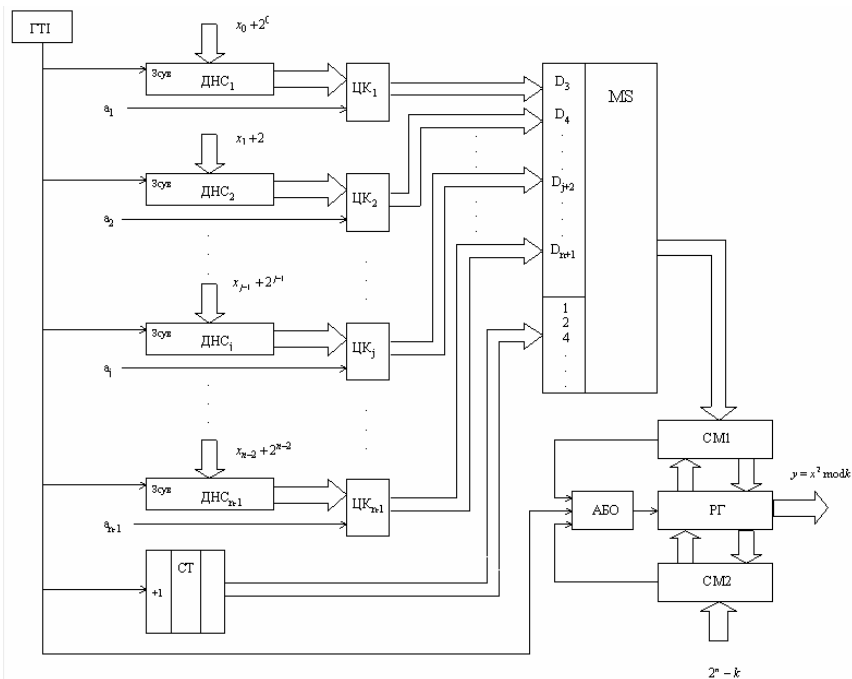 ГТІ
x₀ + 2⁰
Зсув
ДНС₁
ЦК₁
a₁
x₁ + 2
Зсув
ДНС₂
ЦК₂
a₂
xⱼ₋₁ + 2ʲ⁻¹
Зсув
ДНСⱼ
ЦКⱼ
aⱼ
xₙ₋₂ + 2ⁿ⁻²
Зсув
ДНСₙ₋₁
ЦКₙ₋₁
aₙ₋₁
+1
CT
D₃
D₄
Dⱼ₊₂
Dₙ₊₁
1
2
4
MS
СМ1
АБО
РГ
y = x² mod k
СМ2
2ⁿ − k